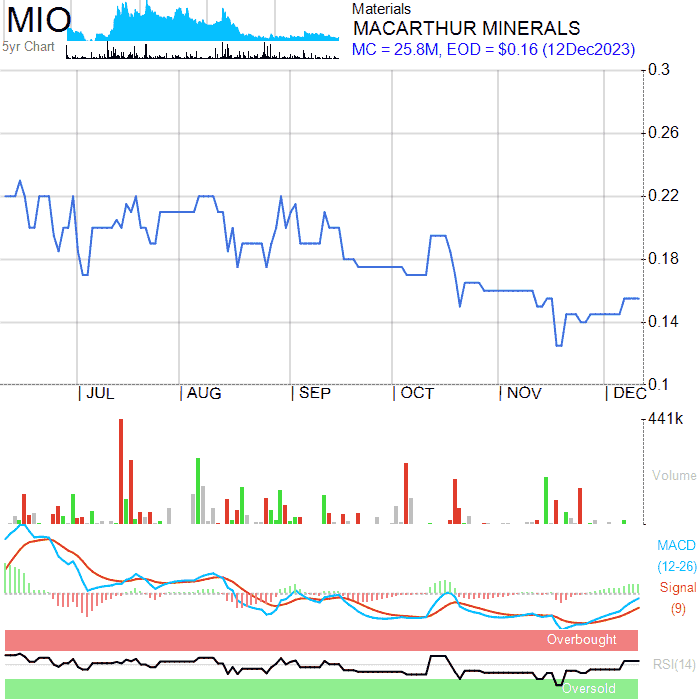 MIO
5yr Chart
Materials
MACARTHUR MINERALS
MC = 25.8M, EOD = $0.16 (12Dec2023)
0.3
0.26
0.22
0.18
0.14
0.1
JUL AUG SEP OCT NOV DEC
441k
Volume
MACD
(12-26)
Signal
(9)
Overbought
RSI(14)
Oversold